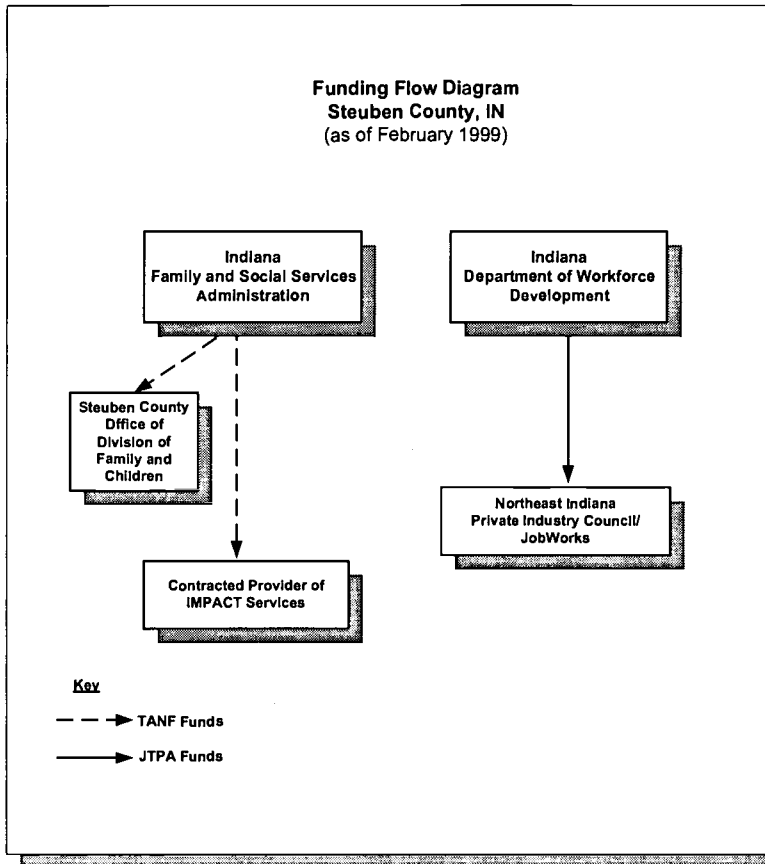 Funding Flow Diagram
Steuben County, IN
(as of February 1999)
Indiana
Family and Social Services
Administration
Indiana
Department of Workforce
Development
Steuben County
Office of
Division of
Family and
Children
Northeast Indiana
Private Industry Council/
JobWorks
Contracted Provider of
IMPACT Services
Key
TANF Funds
JTPA Funds